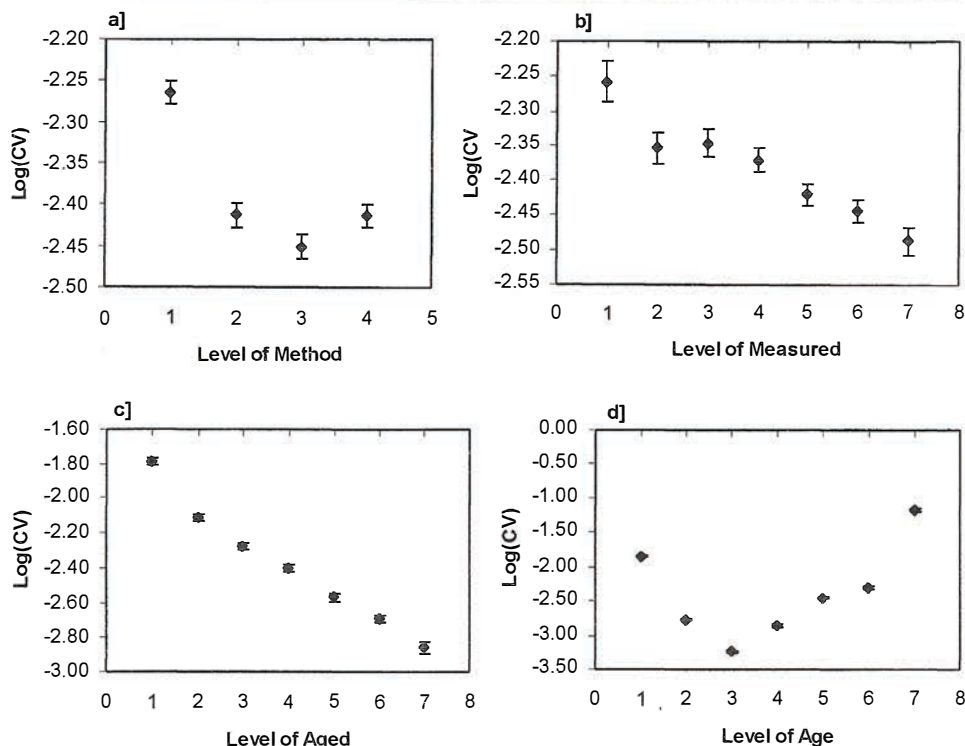 a]
-2.20
-2.25
-2.30
-2.35
-2.40
-2.45
-2.50
Log(CV)
0 1 2 3 4 5
Level of Method
b]
-2.20
-2.25
-2.30
-2.35
-2.40
-2.45
-2.50
-2.55
Log(CV
0 1 2 3 4 5 6 7 8
Level of Measured
c]
-1.60
-1.80
-2.00
-2.20
-2.40
-2.60
-2.80
-3.00
Log(CV)
0 1 2 3 4 5 6 7 8
Level of Aged
d]
0.00
-0.50
-1.00
-1.50
-2.00
-2.50
-3.00
-3.50
Log(CV)
0 1 2 3 4 5 6 7 8
Level of Age